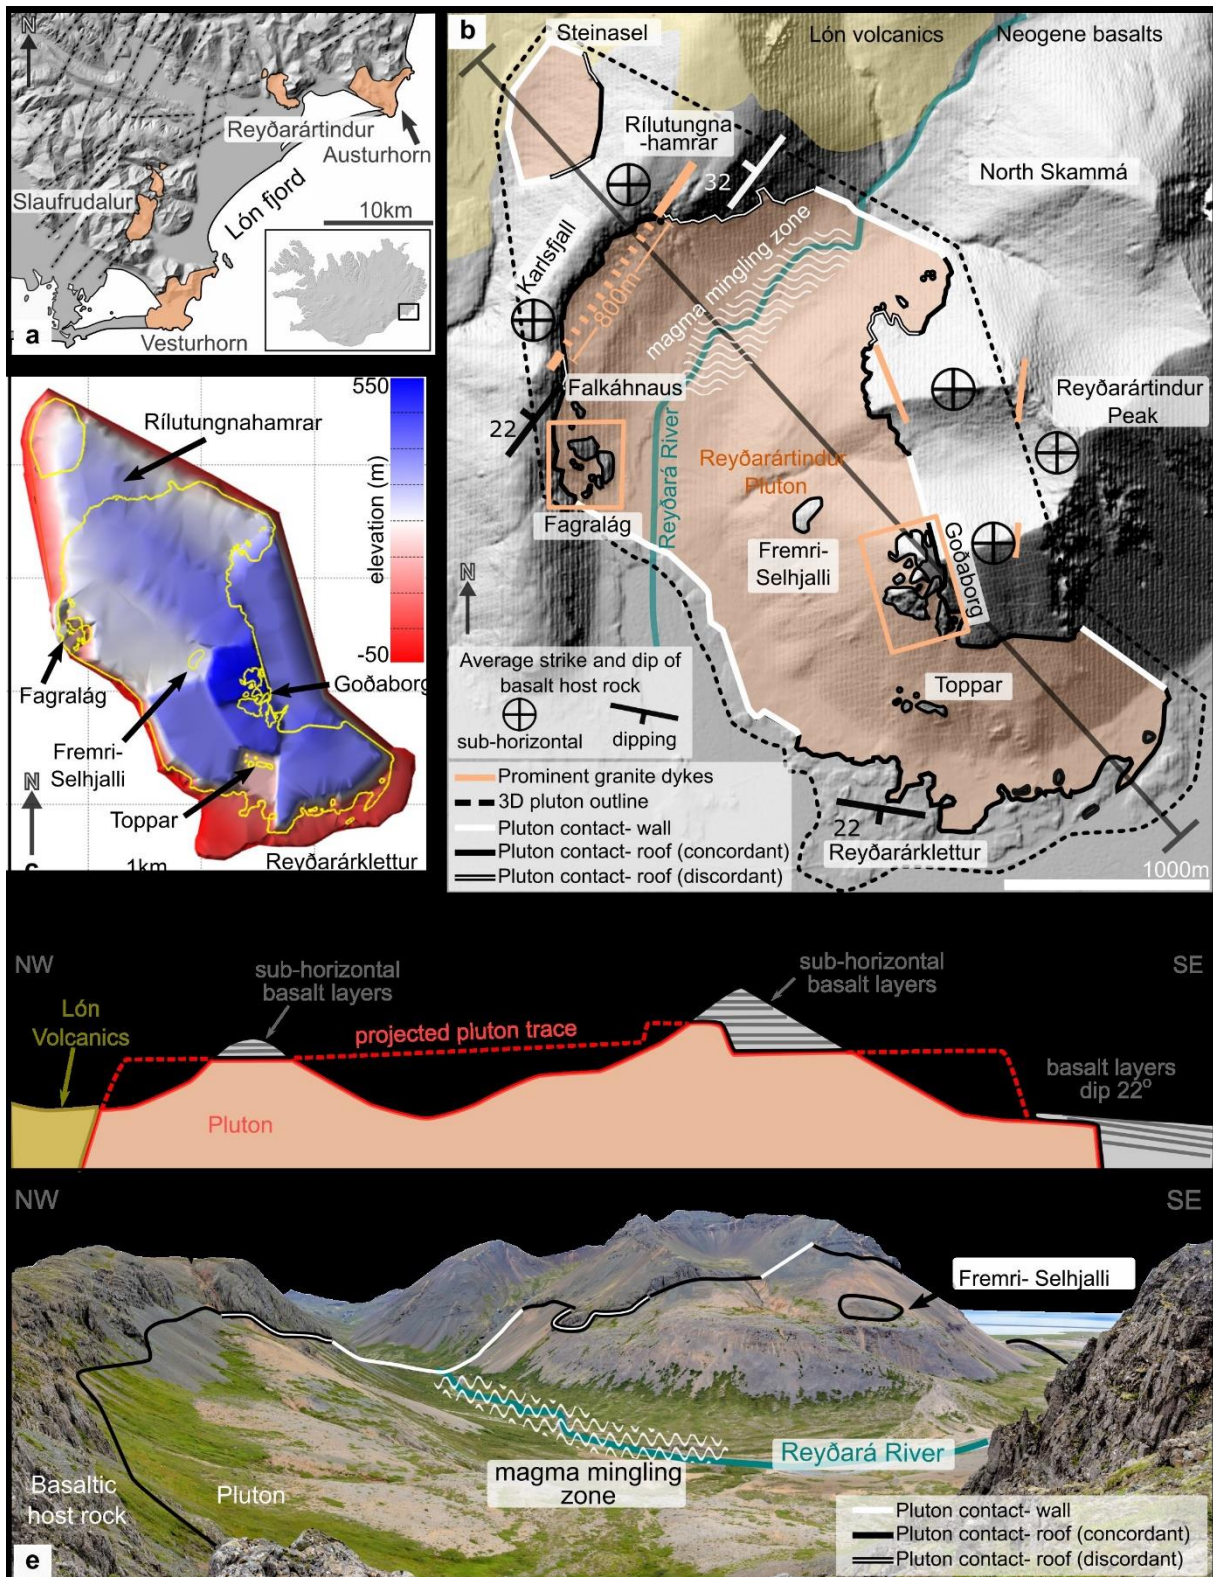 N
Reyðarártindur
Austurhorn
Slaufrudalur
Lón fjord
10km
Vesturhorn
a
b
Steinasel
Lón volcanics
Neogene basalts
Rílutungna
-hamrar
32
North Skammá
Karlsfjall
800m
magma mingling zone
Falkáhnaus
22
Reyðarártindur
Peak
Reyðará River
Reyðarártindur
Pluton
Fagralág
Fremri-
Selhjalli
Goðaborg
N
Average strike and dip of
basalt host rock
sub-horizontal
dipping
Toppar
Prominent granite dykes
3D pluton outline
Pluton contact- wall
Pluton contact- roof (concordant)
Pluton contact- roof (discordant)
22
Reyðarárklettur
1000m
550
Rílutungnahamrar
elevation (m)
-50
Fagralág
Goðaborg
Fremri-
Selhjalli
N
Toppar
1km
Reyðarárklettur
c
NW
SE
sub-horizontal
basalt layers
sub-horizontal
basalt layers
Lón
Volcanics
projected pluton trace
basalt layers
dip 22°
Pluton
NW
SE
Fremri- Selhjalli
Reyðará River
magma mingling
zone
Basaltic
host rock
Pluton
Pluton contact- wall
Pluton contact- roof (concordant)
Pluton contact- roof (discordant)
e